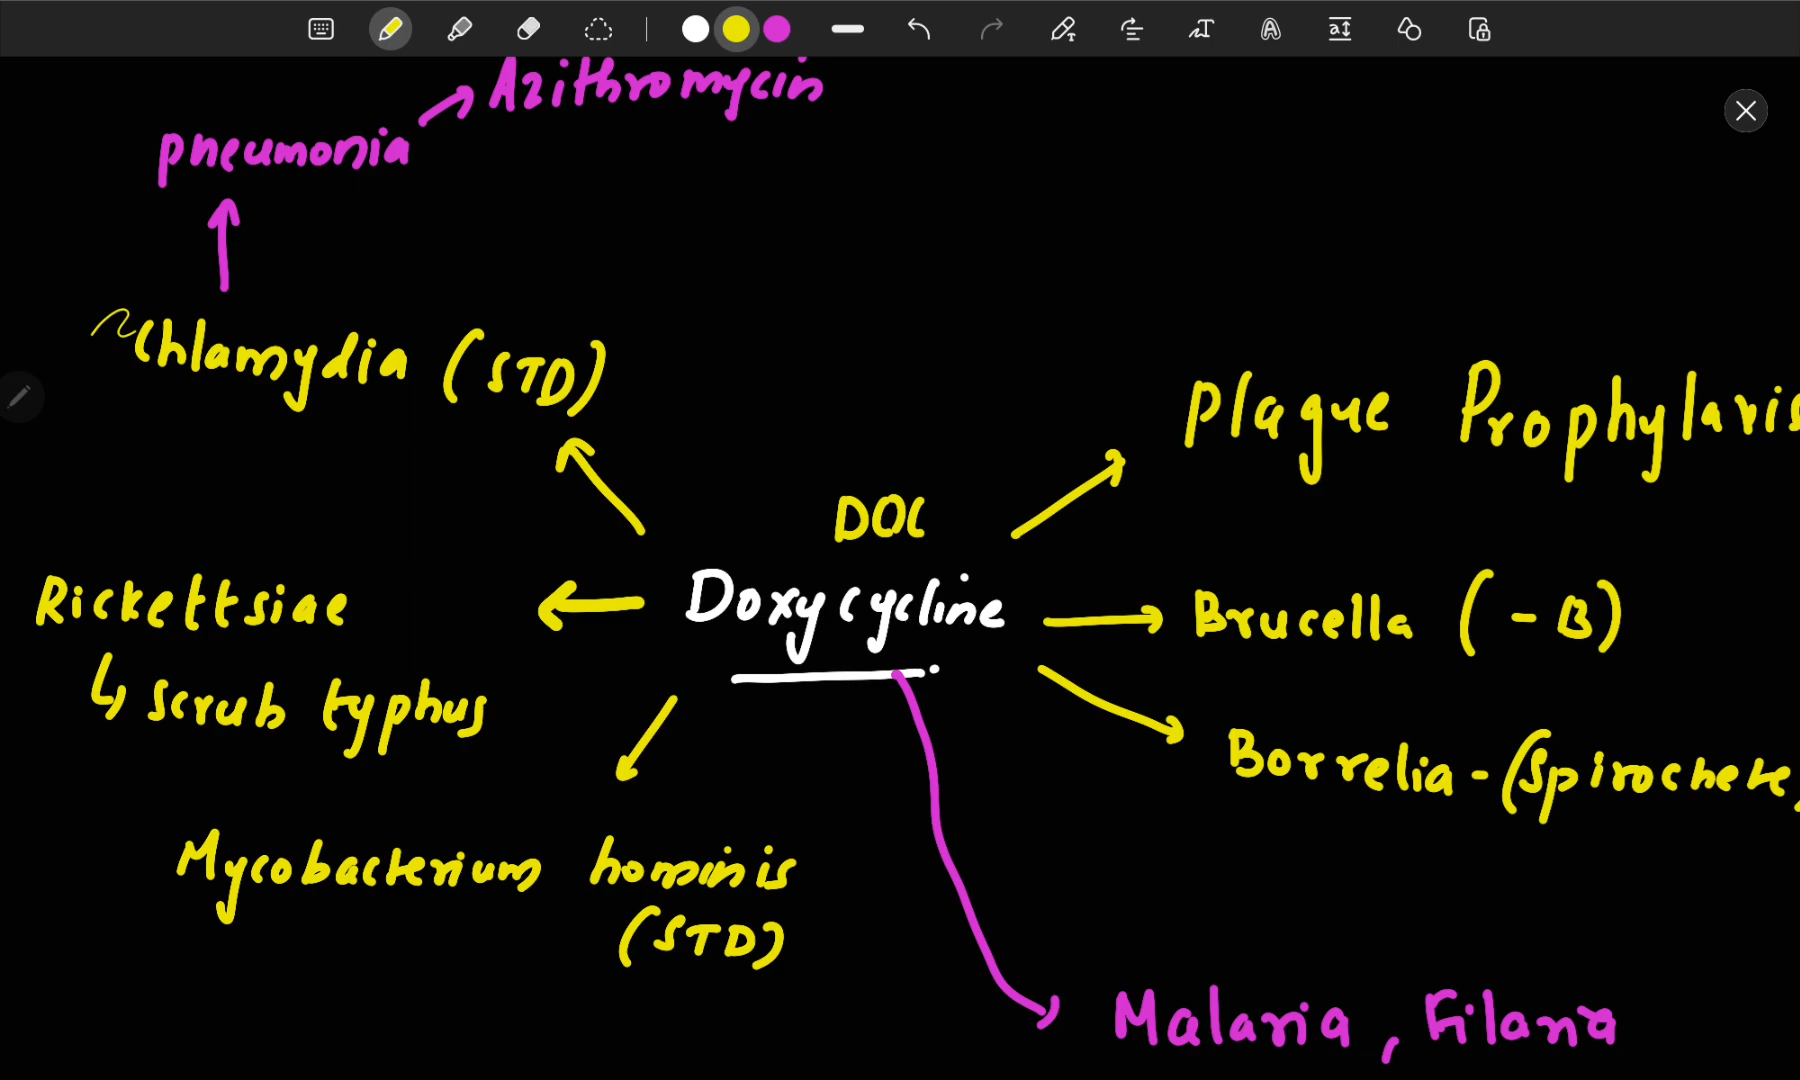 Azithromycin
pneumonia
Chlamydia (STD)
Plague Prophylaxis
DOC
Doxycycline
Rickettsiae
Brucella (-B)
scrub typhus
Borrelia - (Spirochete)
Mycobacterium hominis
(STD)
Malaria, Filaria